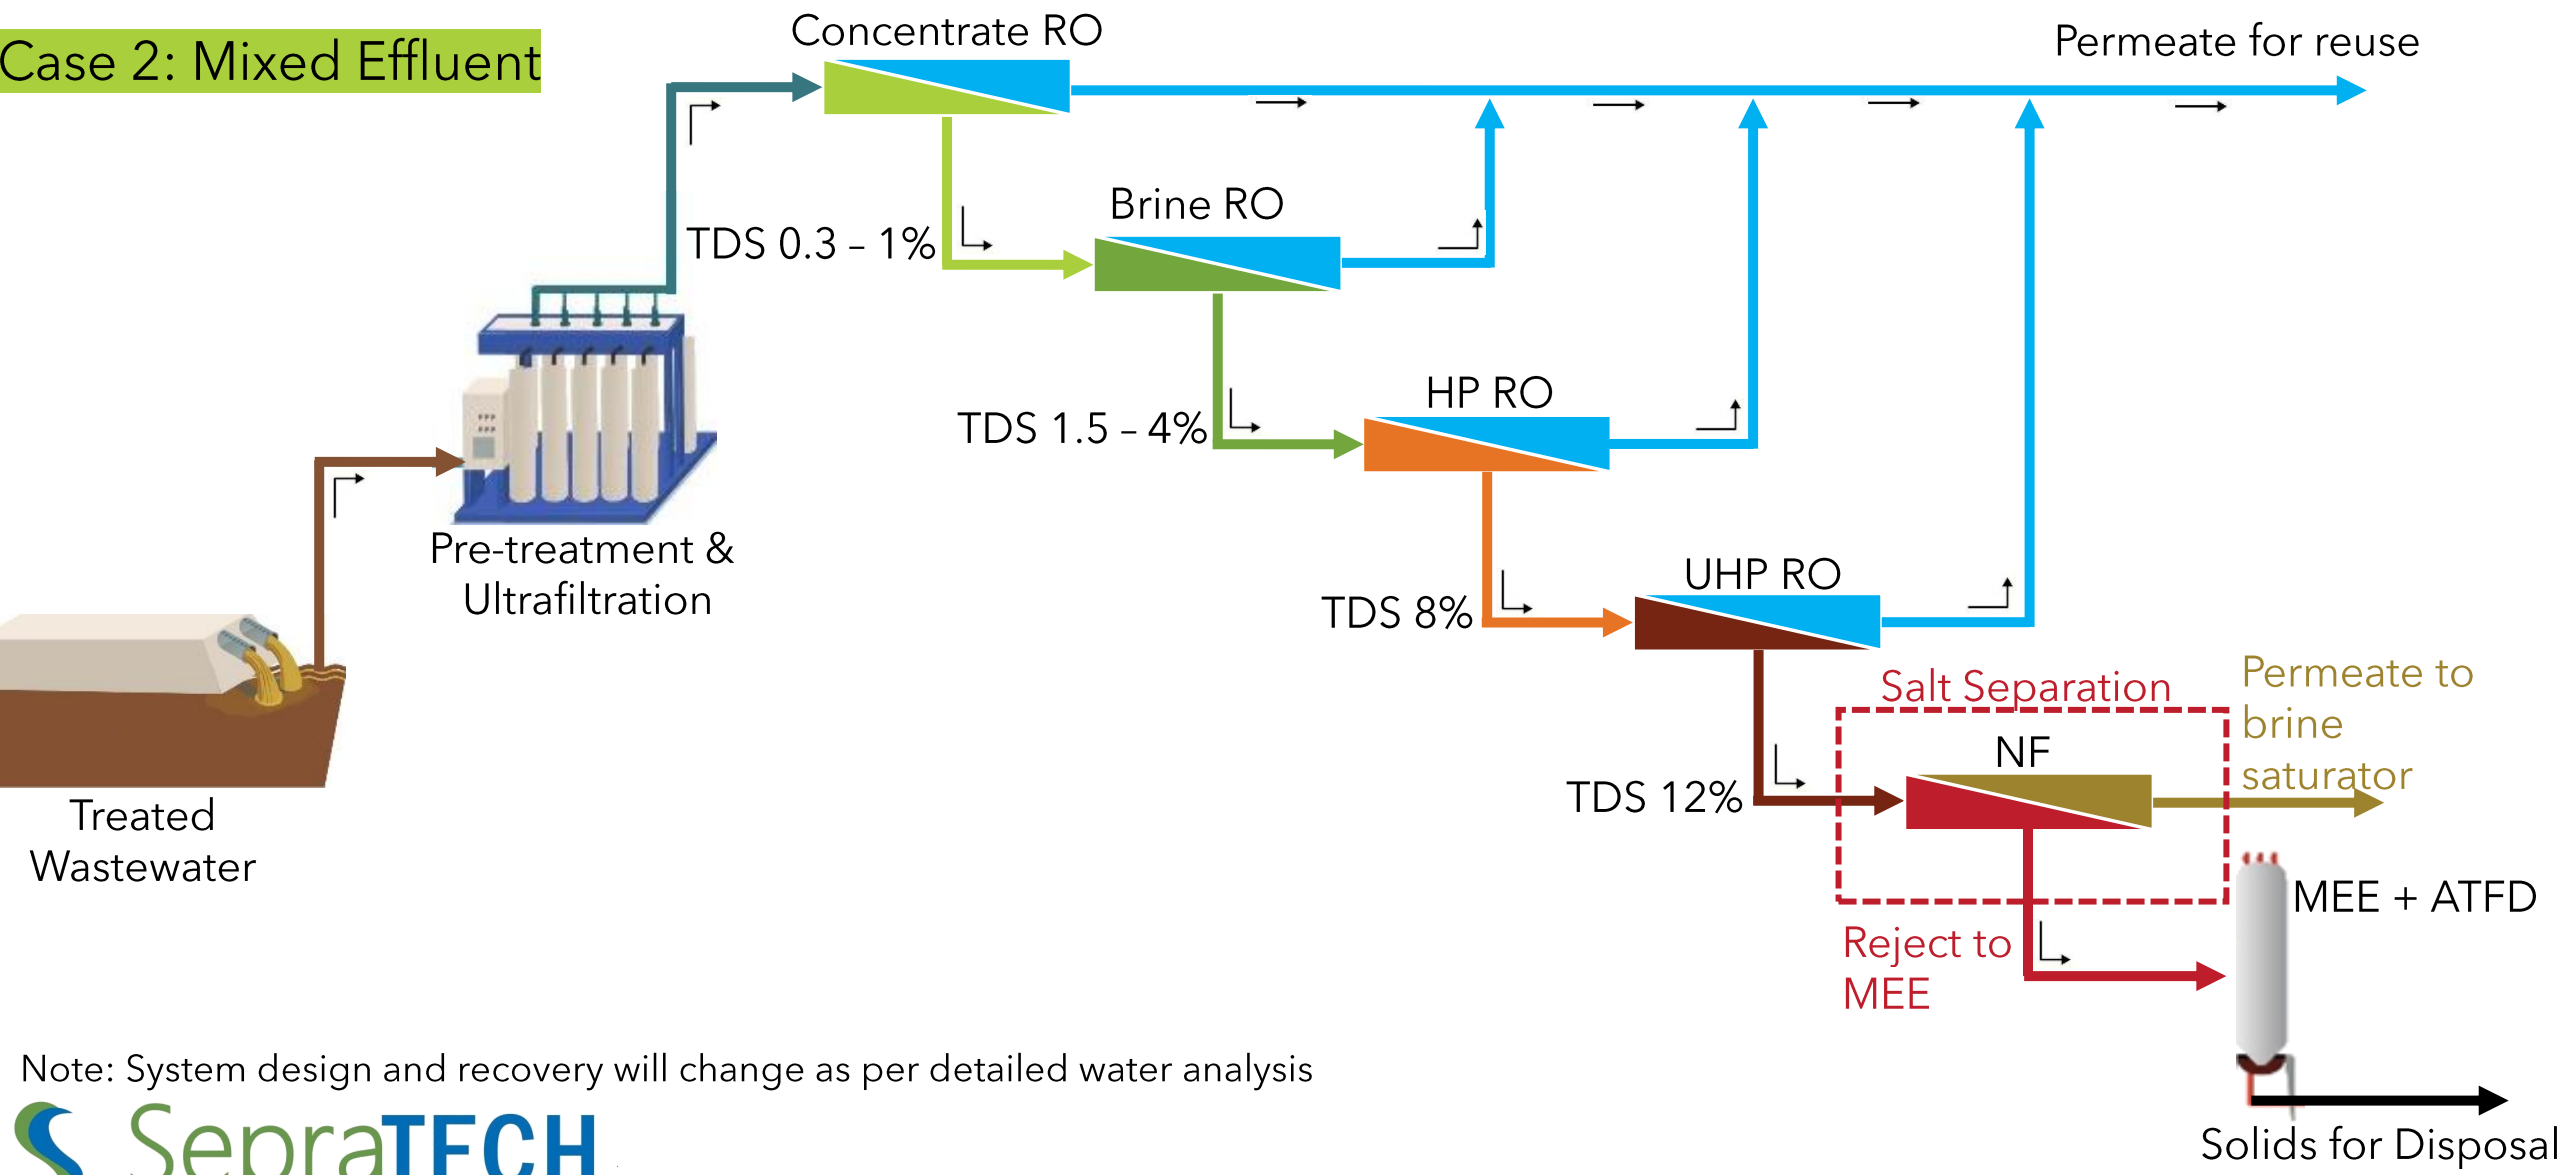 Case 2: Mixed Effluent
Concentrate RO
Permeate for reuse
Brine RO
TDS 0.3 – 1%
HP RO
TDS 1.5 – 4%
Pre-treatment &
Ultrafiltration
UHP RO
TDS 8%
Salt Separation
Permeate to
brine
saturator
NF
TDS 12%
Treated
Wastewater
MEE + ATFD
Reject to
MEE
Note: System design and recovery will change as per detailed water analysis
SepraTECH
Solids for Disposal